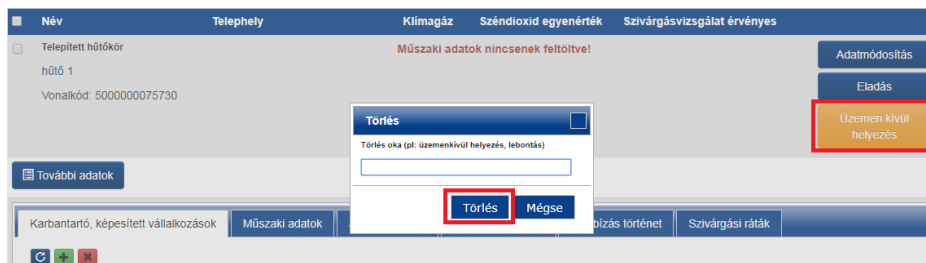 Név Telephely Klímagáz Széndioxid egyenérték Szivárgásvizsgálat érvényes
Telepített hűtőkör Műszaki adatok nincsenek feltöltve!
hűtő 1
Vonalkód: 5000000075730
Adatmódosítás
Eladás
Üzemen kívül
helyezés
Törlés
Törlés oka (pl: üzemenkívül helyezés, lebontás)
Törlés Mégse
További adatok
Karbantartó, képesített vállalkozások Műszaki adatok történet Szivárgási ráták